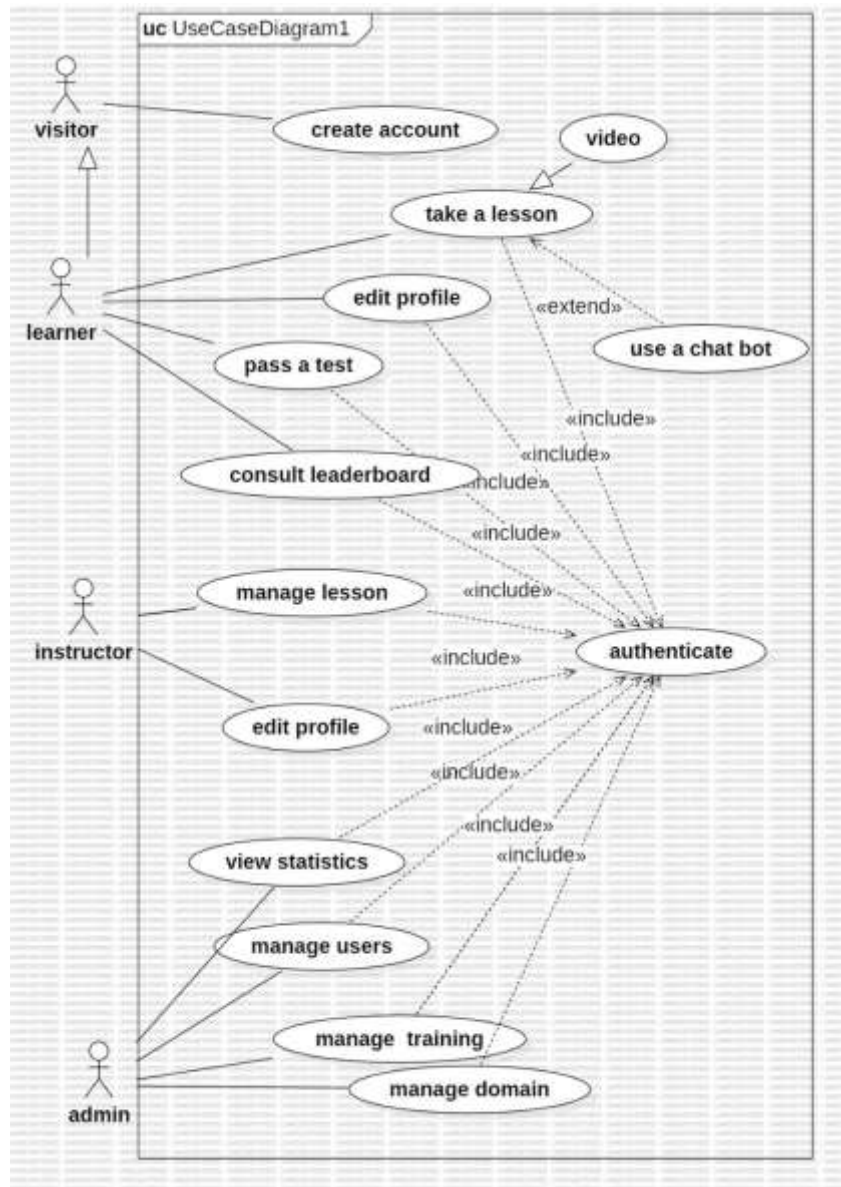 uc UseCaseDiagram1
visitor
create account
video
take a lesson
learner
edit profile
«extend»
use a chat bot
pass a test
«include»
«include»
consult leaderboard
«include»
«include»
manage lesson
«include»
instructor
authenticate
«include»
edit profile
«include»
«include»
«include»
view statistics
«include»
manage users
manage training
manage domain
admin